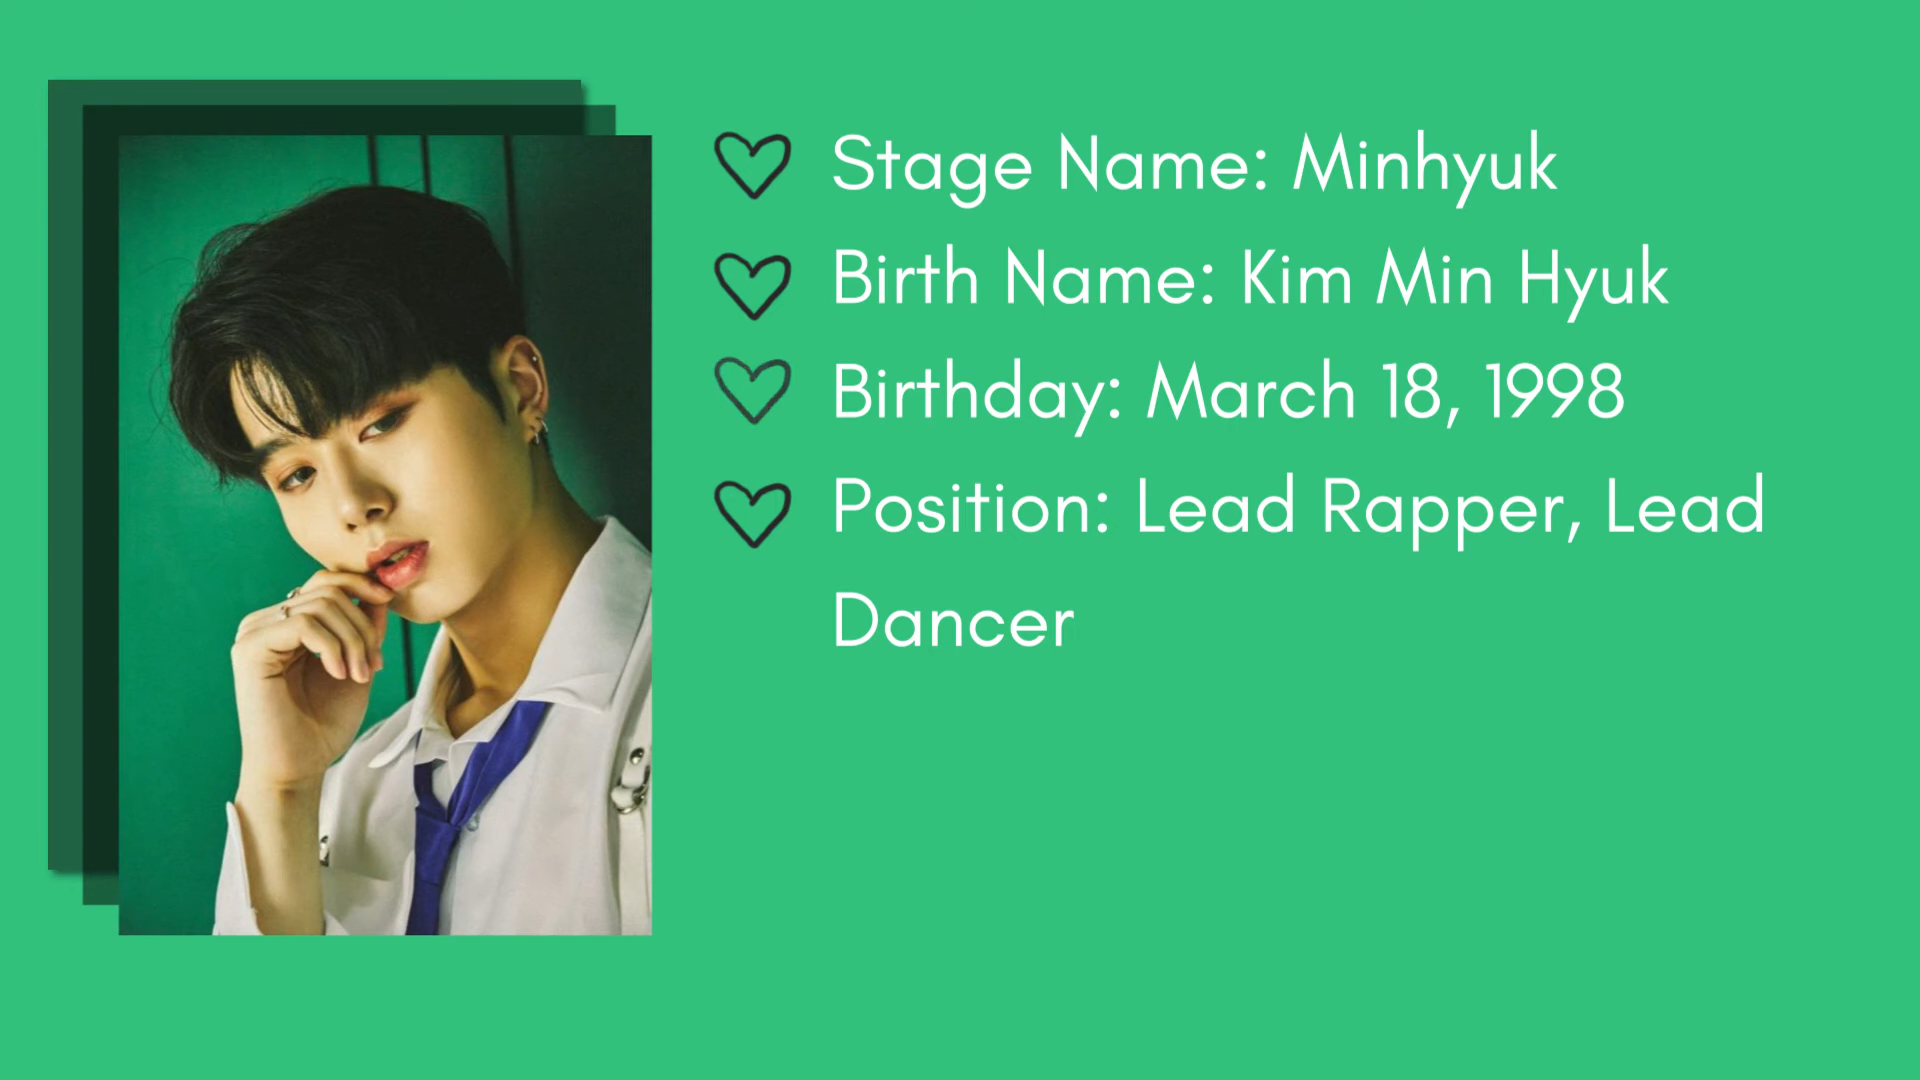 Stage Name: Minhyuk
Birth Name: Kim Min Hyuk
Birthday: March 18, 1998
Position: Lead Rapper, Lead
Dancer